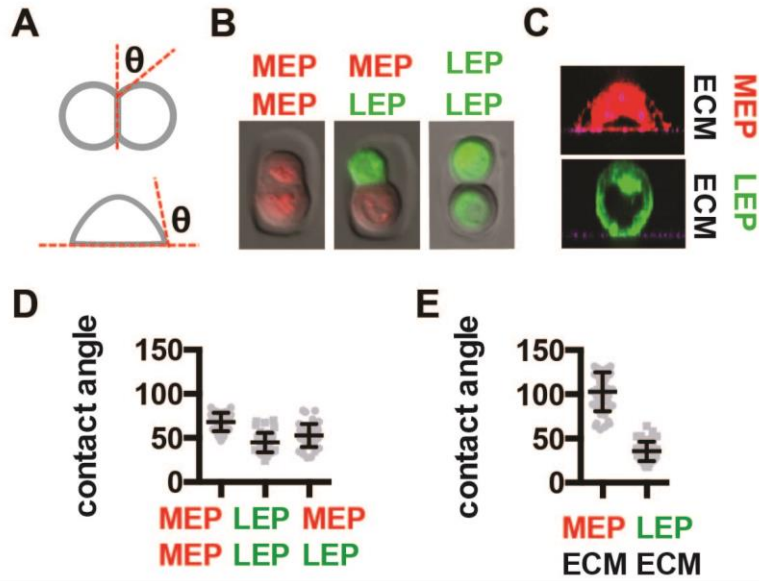 A
θ
θ
B
MEP MEP LEP
MEP LEP LEP
C
ECM MEP
ECM LEP
D
contact angle
150
100
50
0
MEP LEP MEP
MEP LEP LEP
E
contact angle
150
100
50
0
MEP LEP
ECM ECM